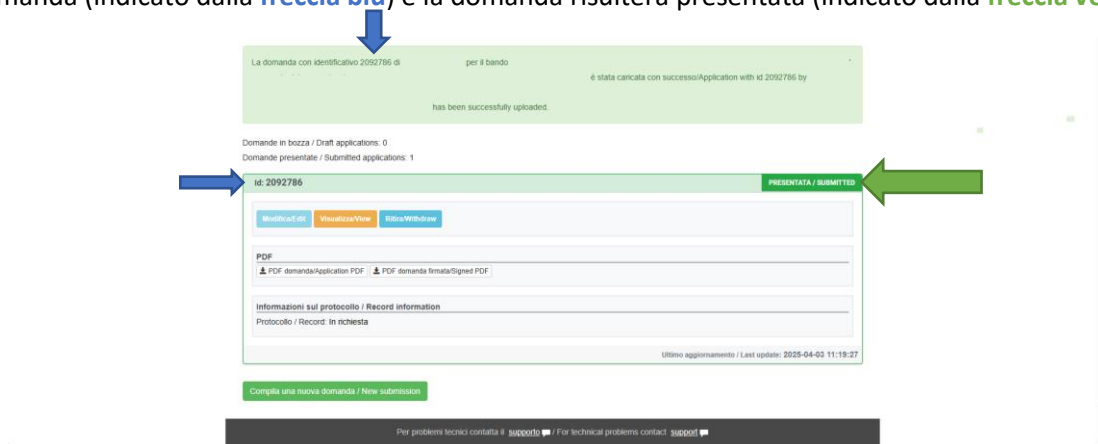 manda (indicato dalla freccia blu) e la domanda risulterà presentata (indicato dalla freccia ve
La domanda con identificativo 2092786 di per il bando
è stata caricata con successo/Application with id 2092786 by
has been successfully uploaded.
Domande in bozza / Draft applications: 0
Domande presentate / Submitted applications: 1
Id: 2092786 PRESENTATA / SUBMITTED
Modifica/Edit Visualizza/View Ritira/Withdraw
PDF
PDF domanda/Application PDF PDF domanda firmata/Signed PDF
Informazioni sul protocollo / Record information
Protocollo / Record: In richiesta
Ultimo aggiornamento / Last update: 2025-04-03 11:19:27
Compila una nuova domanda / New submission
Per problemi tecnici contatta il supporto / For technical problems contact support